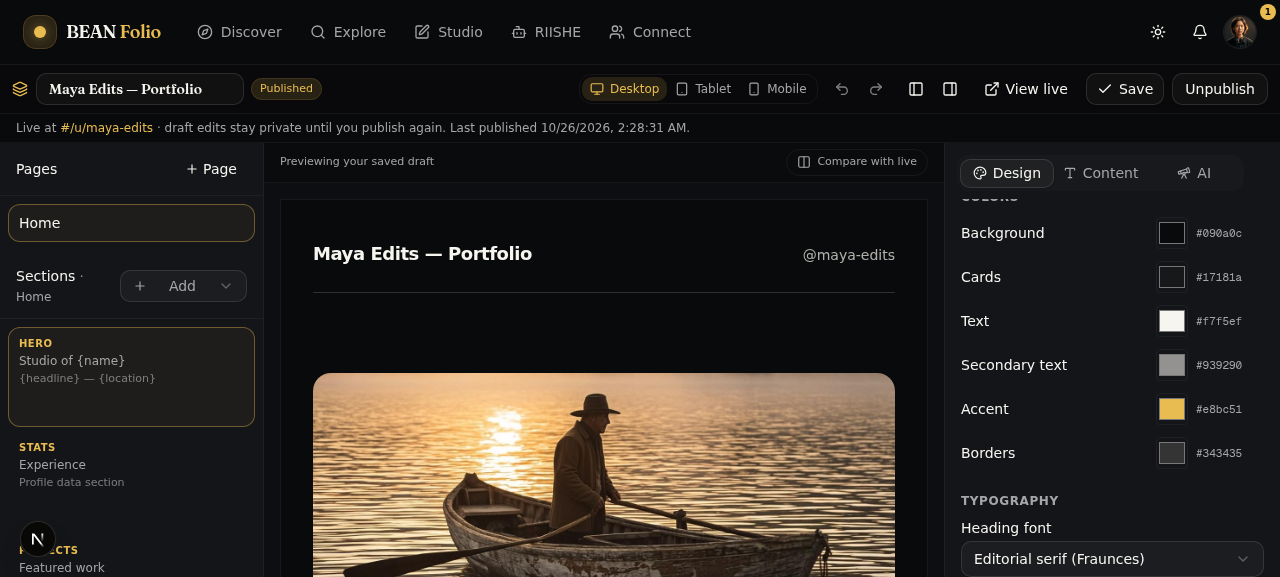 BEAN Folio
Discover
Explore
Studio
RIISHE
Connect
1
Maya Edits — Portfolio
Published
Desktop
Tablet
Mobile
View live
Save
Unpublish
Live at #/u/maya-edits · draft edits stay private until you publish again. Last published 10/26/2026, 2:28:31 AM.
Pages
+ Page
Home
Sections ·
Home
+ Add
HERO
Studio of {name}
{headline} — {location}
STATS
Experience
Profile data section
N
Featured work
Previewing your saved draft
Compare with live
Maya Edits — Portfolio
@maya-edits
Design
Content
AI
COLORS
Background
#090a0c
Cards
#17181a
Text
#f7f5ef
Secondary text
#939290
Accent
#e8bc51
Borders
#343435
TYPOGRAPHY
Heading font
Editorial serif (Fraunces)